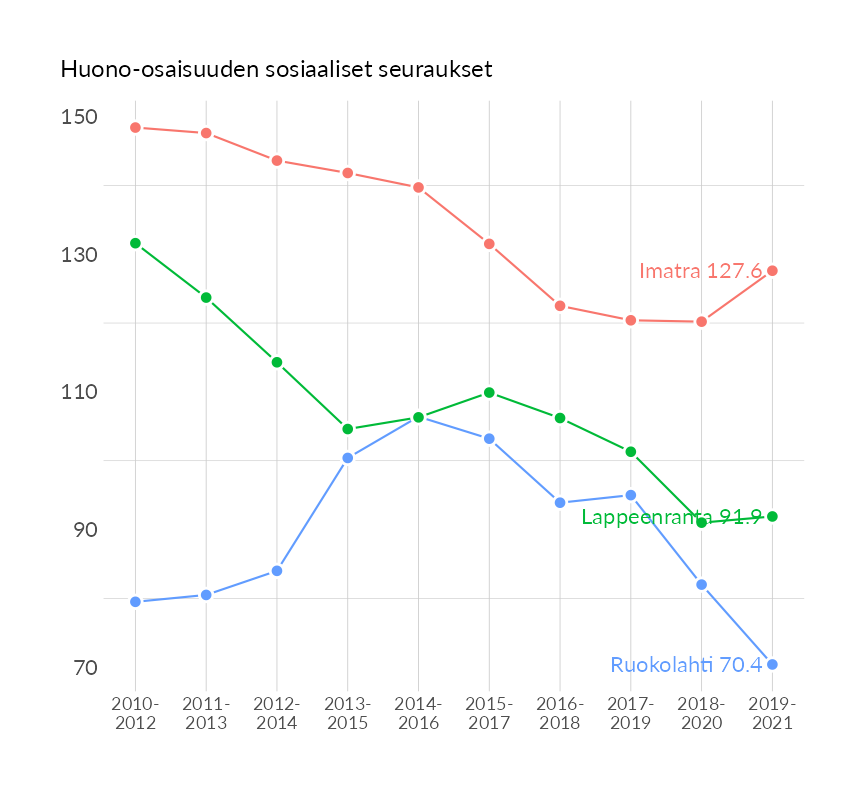 Huono-osaisuuden sosiaaliset seuraukset
150
130
110
90
70
Imatra 127.6
Lappeenranta 91.9
Ruokolahti 70.4
2010- 2011- 2012- 2013- 2014- 2015- 2016- 2017- 2018- 2019-
2012 2013 2014 2015 2016 2017 2018 2019 2020 2021